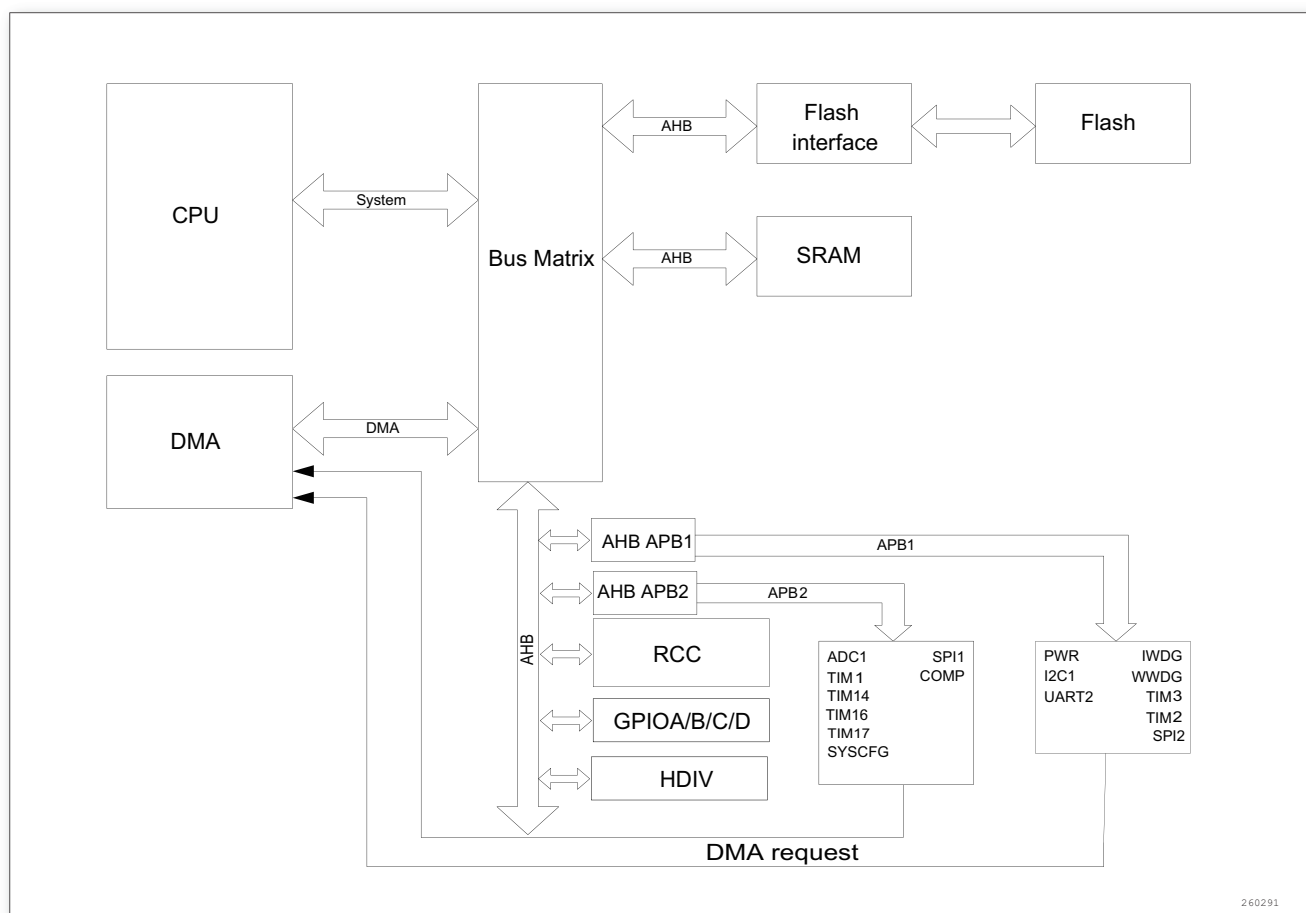 CPU
System
Bus Matrix
AHB
Flash
interface
Flash
AHB
SRAM
DMA
DMA
AHB
AHB APB1
APB1
AHB APB2
APB2
RCC
GPIOA/B/C/D
HDIV
ADC1
TIM1
TIM14
TIM16
TIM17
SYSCFG
SPI1
COMP
PWR
I2C1
UART2
IWDG
WWDG
TIM3
TIM2
SPI2
DMA request
260291